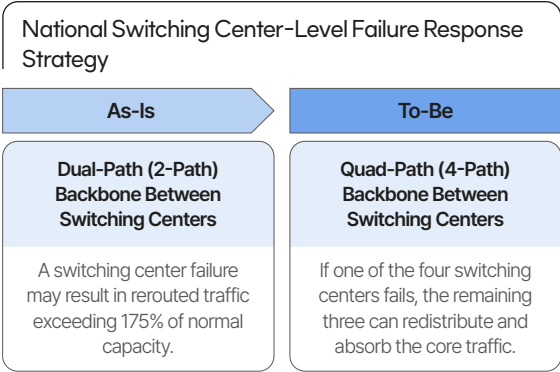 National Switching Center-Level Failure Response
Strategy
As-Is
To-Be
Dual-Path (2-Path)
Backbone Between
Switching Centers
A switching center failure
may result in rerouted traffic
exceeding 175% of normal
capacity.
Quad-Path (4-Path)
Backbone Between
Switching Centers
If one of the four switching
centers fails, the remaining
three can redistribute and
absorb the core traffic.